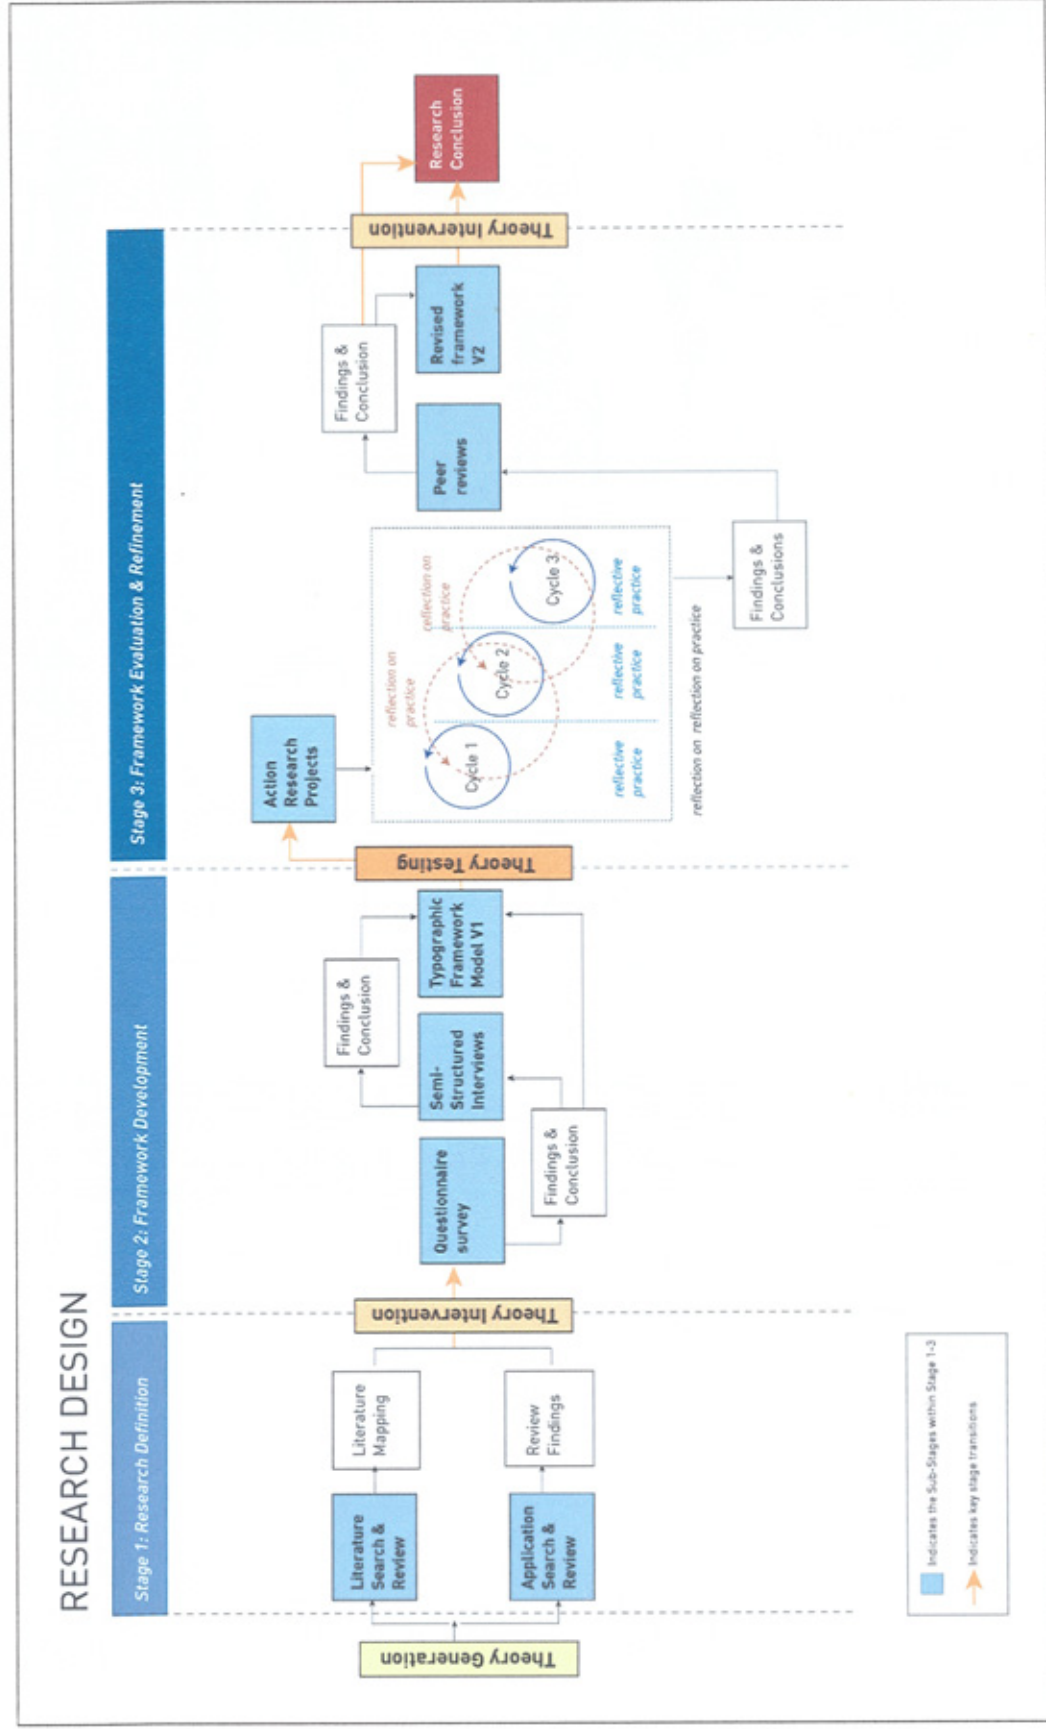 RESEARCH DESIGN
Stage 1: Research Definition
Stage 2: Framework Development
Stage 3: Framework Evaluation & Refinement
Theory Generation
Literature
Search &
Review
Literature
Mapping
Application
Search &
Review
Review
Findings
Theory Intervention
Questionnaire
survey
Findings &
Conclusion
Semi-
Structured
Interviews
Findings &
Conclusion
Typographic
Framework
Model V1
Theory Testing
Action
Research
Projects
reflection on
practice
reflection on
practice
Cycle 1
Cycle 2
Cycle 3
reflective
practice
reflective
practice
reflective
practice
reflection on reflection on practice
Findings &
Conclusions
Peer
reviews
Findings &
Conclusion
Revised
framework
V2
Theory Intervention
Research
Conclusion
Indicates the Sub-Stages within Stage 1-3
Indicates key stage transitions